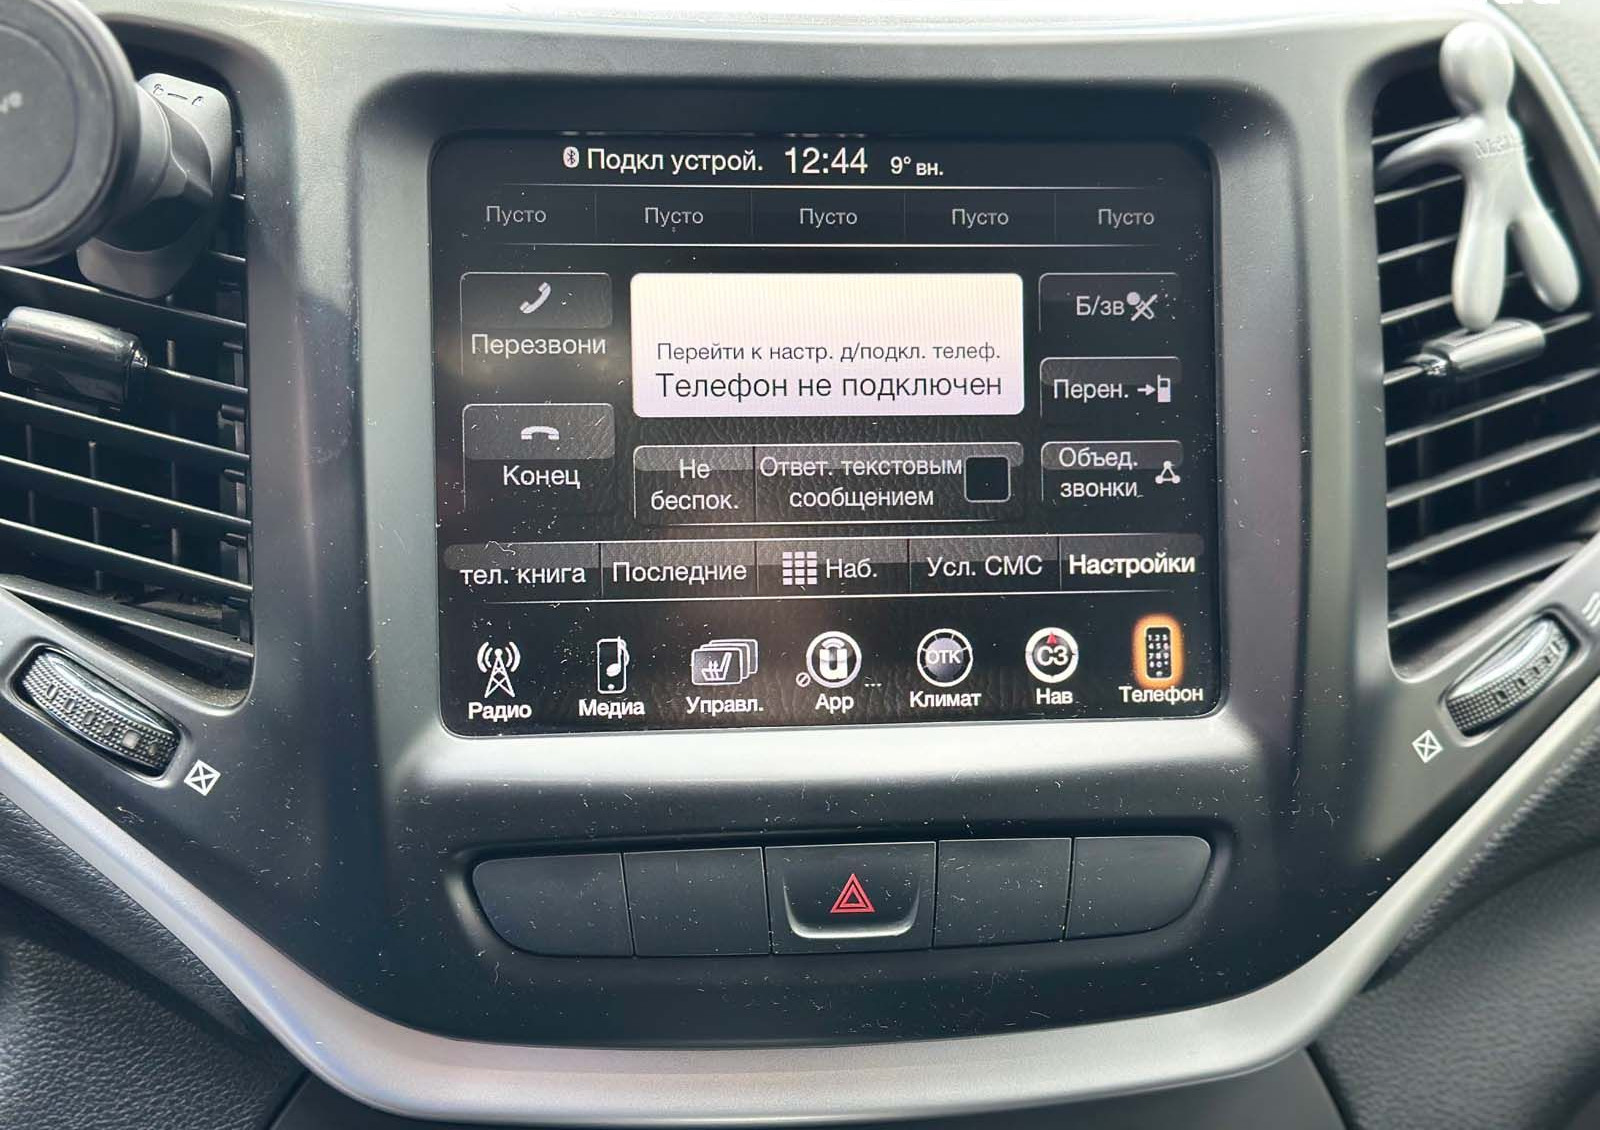 Подкл устрой. 12:44 9° вн.
Пусто Пусто Пусто Пусто Пусто
Перезвони
Перейти к настр. д/подкл. телеф.
Телефон не подключен
Б/зв
Перен.
Конец
Не беспок.
Ответ. текстовым
сообщением
Объед.
звонки
тел. книга Последние Наб. Усл. СМС Настройки
ОТК СЗ
Радио Медиа Управл. App Климат Нав Телефон